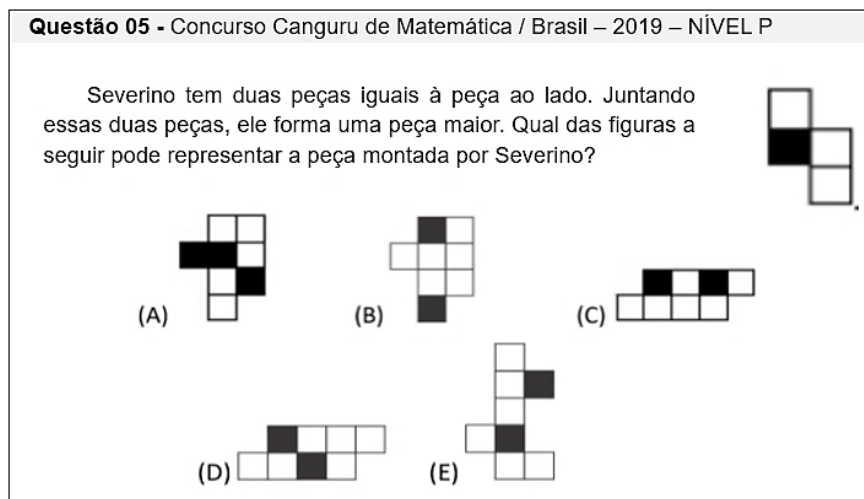 Questão 05 - Concurso Canguru de Matemática / Brasil – 2019 – NÍVEL P
Severino tem duas peças iguais à peça ao lado. Juntando
essas duas peças, ele forma uma peça maior. Qual das figuras a
seguir pode representar a peça montada por Severino?
(A)
(B)
(C)
(D)
(E)